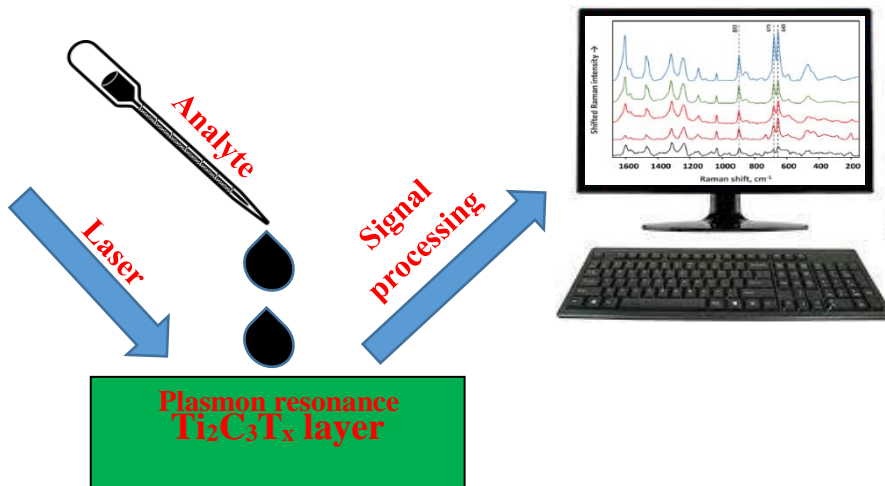 Analyte
Laser
Signal
processing
Plasmon resonance
Ti₂C₃Tₓ layer
Shifted Raman intensity →
1600 1400 1200 1000 800 600 400 200
Raman shift, cm⁻¹